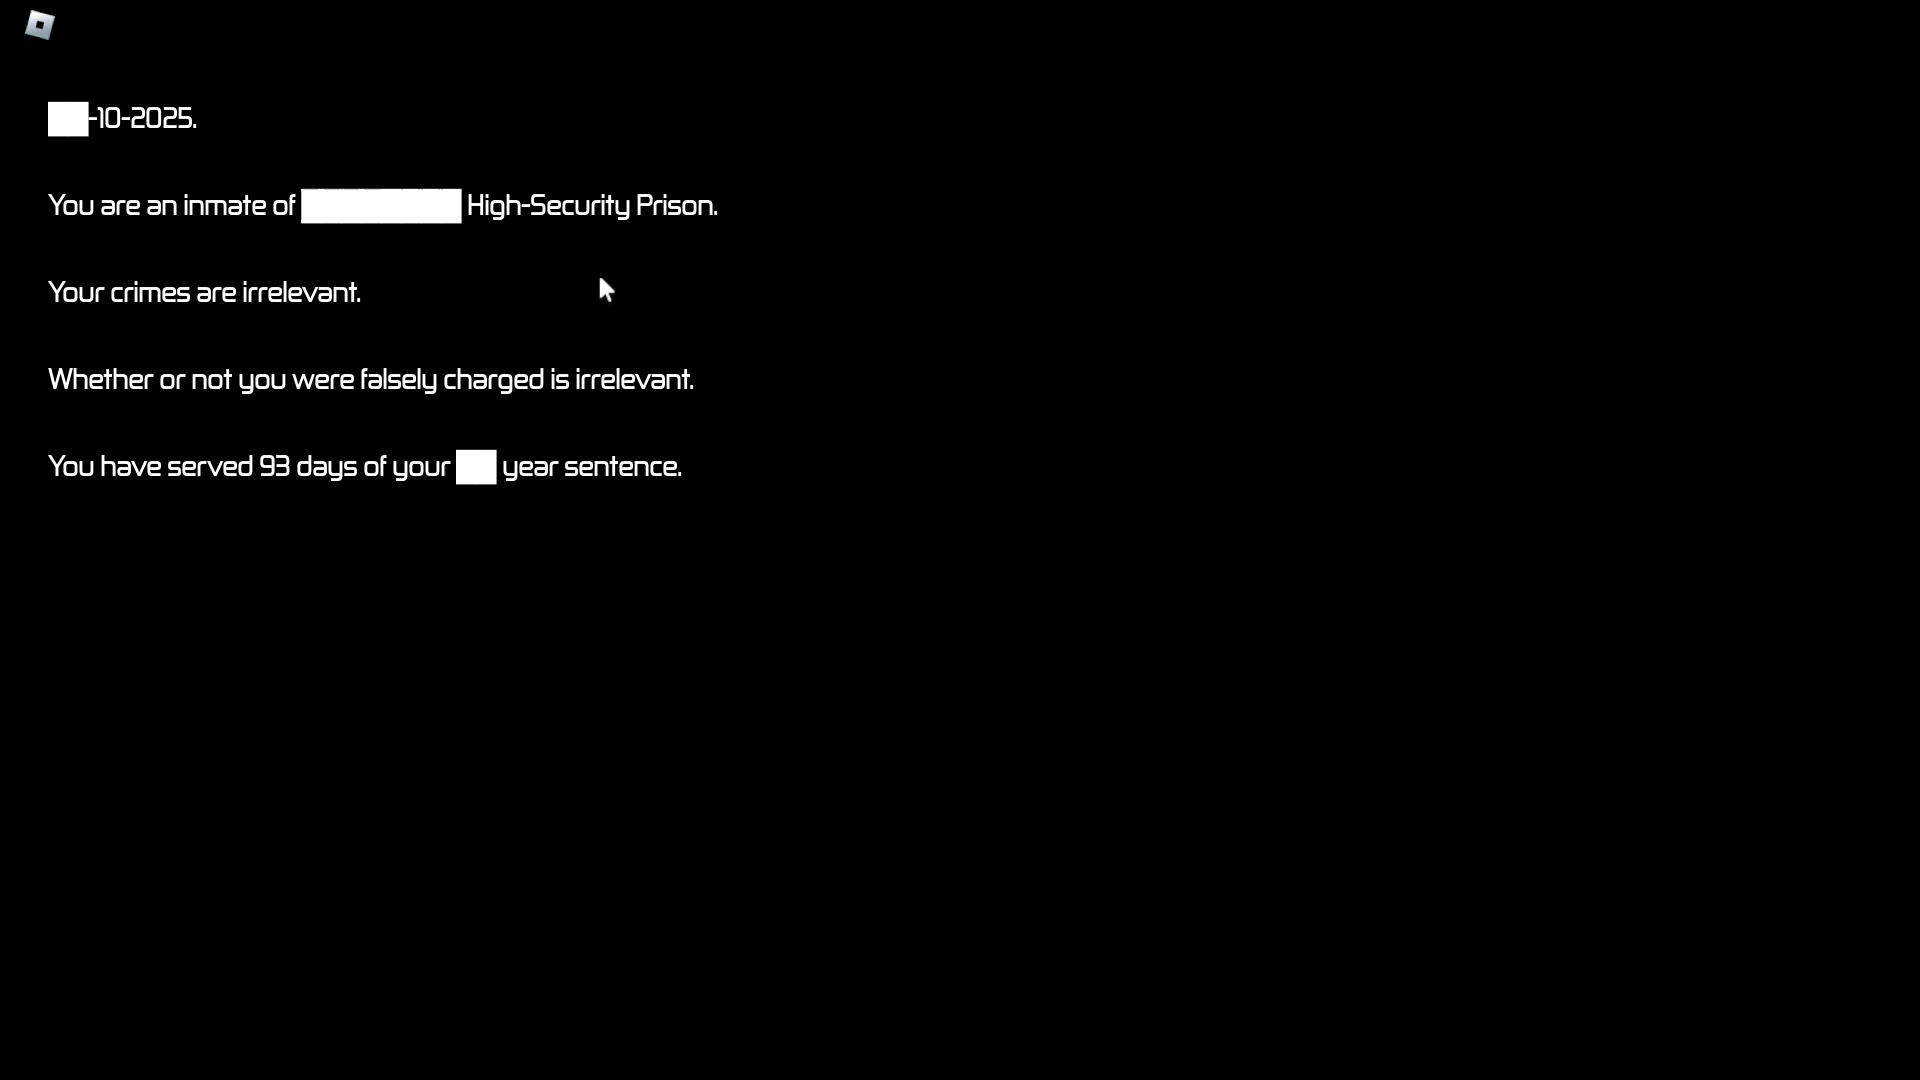 ██-10-2025.
You are an inmate of ████████ High-Security Prison.
Your crimes are irrelevant.
Whether or not you were falsely charged is irrelevant.
You have served 93 days of your ██ year sentence.